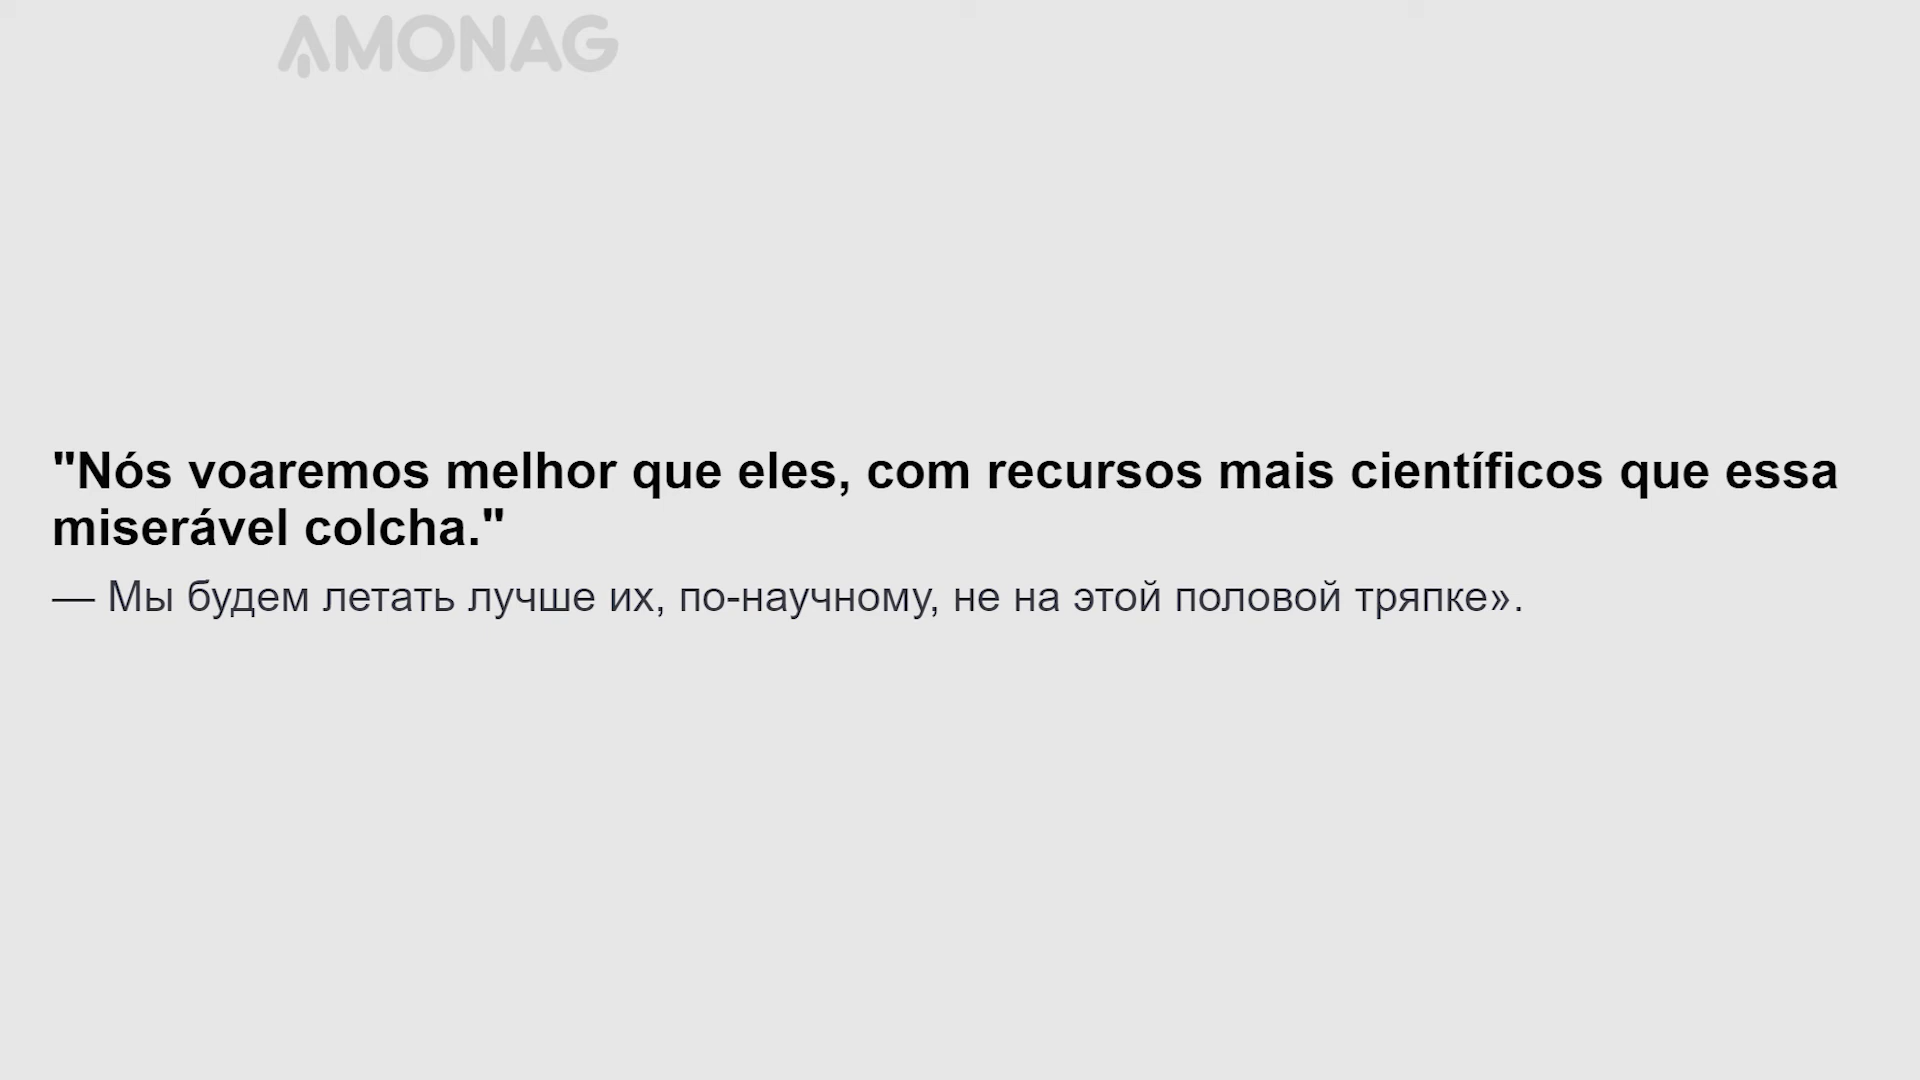 AMONAG
"Nós voaremos melhor que eles, com recursos mais científicos que essa
miserável colcha."
— Мы будем летать лучше их, по-научному, не на этой половой тряпке».